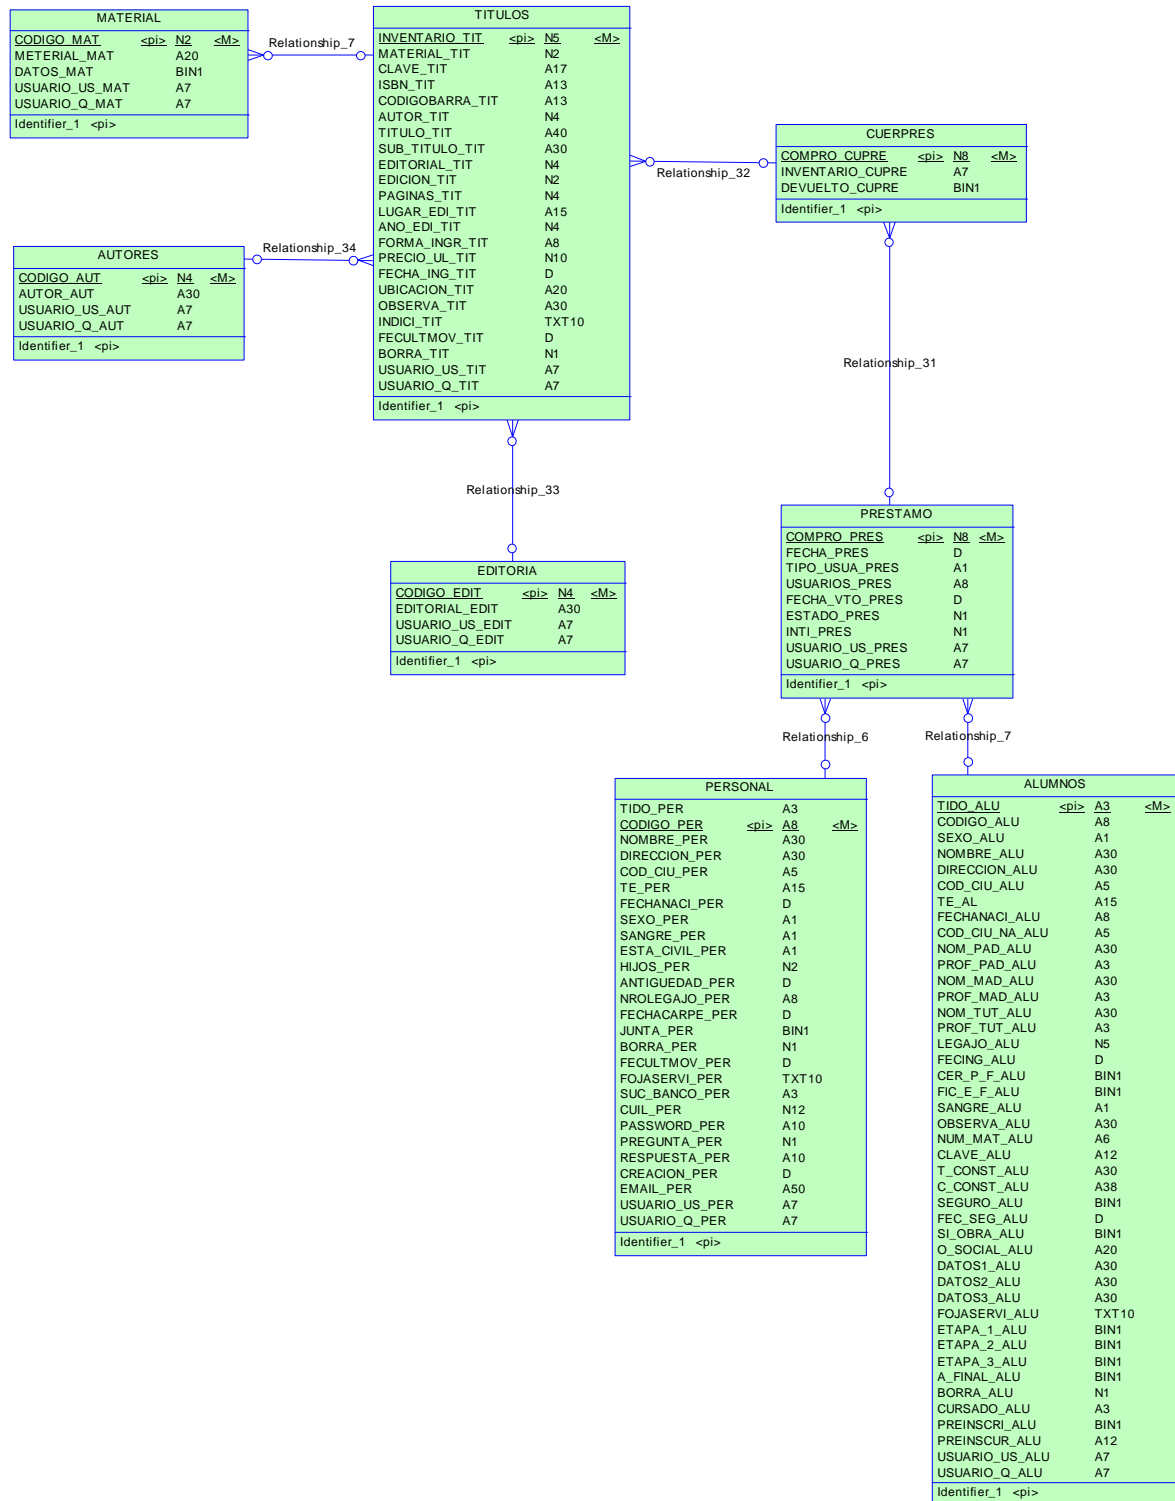 MATERIAL
CODIGO_MAT <pi> N2 <M>
METERIAL_MAT A20
DATOS_MAT BIN1
USUARIO_US_MAT A7
USUARIO_Q_MAT A7
Identifier_1 <pi>
Relationship_7
TITULOS
INVENTARIO_TIT <pi> N5 <M>
MATERIAL_TIT N2
CLAVE_TIT A17
ISBN_TIT A13
CODIGOBARRA_TIT A13
AUTOR_TIT N4
TITULO_TIT A40
SUB_TITULO_TIT A30
EDITORIAL_TIT N4
EDICION_TIT N2
PAGINAS_TIT N4
LUGAR_EDI_TIT A15
ANO_EDI_TIT N4
FORMA_INGR_TIT A8
PRECIO_UL_TIT N10
FECHA_ING_TIT D
UBICACION_TIT A20
OBSERVA_TIT A30
INDICI_TIT TXT10
FECULTMOV_TIT D
BORRA_TIT N1
USUARIO_US_TIT A7
USUARIO_Q_TIT A7
Identifier_1 <pi>
Relationship_32
CUERPRES
COMPRO_CUPRE <pi> N8 <M>
INVENTARIO_CUPRE A7
DEVUELTO_CUPRE BIN1
Identifier_1 <pi>
Relationship_34
AUTORES
CODIGO_AUT <pi> N4 <M>
AUTOR_AUT A30
USUARIO_US_AUT A7
USUARIO_Q_AUT A7
Identifier_1 <pi>
Relationship_31
Relationship_33
EDITORIA
CODIGO_EDIT <pi> N4 <M>
EDITORIAL_EDIT A30
USUARIO_US_EDIT A7
USUARIO_Q_EDIT A7
Identifier_1 <pi>
PRESTAMO
COMPRO_PRES <pi> N8 <M>
FECHA_PRES D
TIPO_USUA_PRES A1
USUARIOS_PRES A8
FECHA_VTO_PRES D
ESTADO_PRES N1
INTI_PRES N1
USUARIO_US_PRES A7
USUARIO_Q_PRES A7
Identifier_1 <pi>
Relationship_6
Relationship_7
PERSONAL
TIDO_PER A3
CODIGO_PER <pi> A8 <M>
NOMBRE_PER A30
DIRECCION_PER A30
COD_CIU_PER A5
TE_PER A15
FECHANACI_PER D
SEXO_PER A1
SANGRE_PER A1
ESTA_CIVIL_PER A1
HIJOS_PER N2
ANTIGUEDAD_PER D
NROLEGAJO_PER A8
FECHACARPE_PER D
JUNTA_PER BIN1
BORRA_PER N1
FECULTMOV_PER D
FOJASERVI_PER TXT10
SUC_BANCO_PER A3
CUIL_PER N12
PASSWORD_PER A10
PREGUNTA_PER N1
RESPUESTA_PER A10
CREACION_PER D
EMAIL_PER A50
USUARIO_US_PER A7
USUARIO_Q_PER A7
Identifier_1 <pi>
ALUMNOS
TIDO_ALU <pi> A3 <M>
CODIGO_ALU A8
SEXO_ALU A1
NOMBRE_ALU A30
DIRECCION_ALU A30
COD_CIU_ALU A5
TE_AL A15
FECHANACI_ALU A8
COD_CIU_NA_ALU A5
NOM_PAD_ALU A30
PROF_PAD_ALU A3
NOM_MAD_ALU A30
PROF_MAD_ALU A3
NOM_TUT_ALU A30
PROF_TUT_ALU A3
LEGAJO_ALU N5
FECING_ALU D
CER_P_F_ALU BIN1
FIC_E_F_ALU BIN1
SANGRE_ALU A1
OBSERVA_ALU A30
NUM_MAT_ALU A6
CLAVE_ALU A12
T_CONST_ALU A30
C_CONST_ALU A38
SEGURO_ALU BIN1
FEC_SEG_ALU D
SI_OBRA_ALU BIN1
O_SOCIAL_ALU A20
DATOS1_ALU A30
DATOS2_ALU A30
DATOS3_ALU A30
FOJASERVI_ALU TXT10
ETAPA_1_ALU BIN1
ETAPA_2_ALU BIN1
ETAPA_3_ALU BIN1
A_FINAL_ALU BIN1
BORRA_ALU N1
CURSADO_ALU A3
PREINSCRI_ALU BIN1
PREINSCUR_ALU A12
USUARIO_US_ALU A7
USUARIO_Q_ALU A7
Identifier_1 <pi>